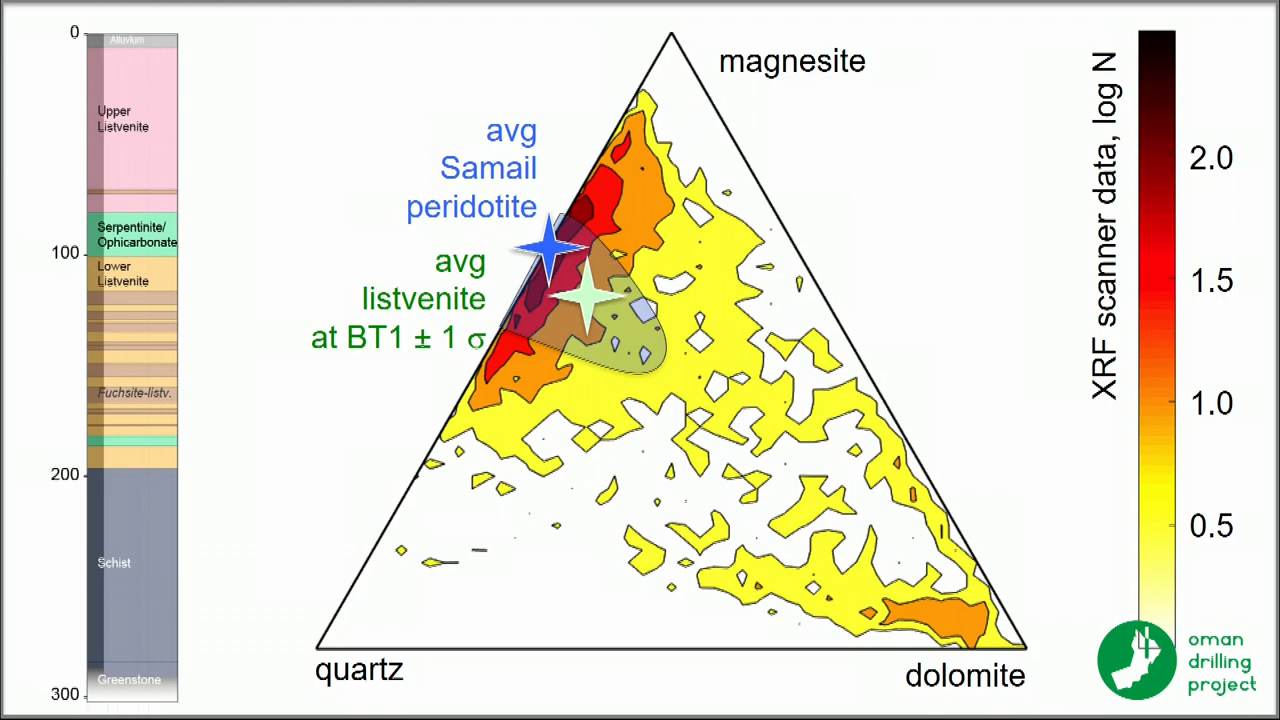 0
Alluvium
Upper
Listvenite
Serpentinite/
Ophicarbonate
100
Lower
Listvenite
Fuchsite-listv.
200
Schist
Greenstone
300
magnesite
avg
Samail
peridotite
avg
listvenite
at BT1 ± 1 σ
quartz
dolomite
XRF scanner data, log N
2.0
1.5
1.0
0.5
oman
drilling
project